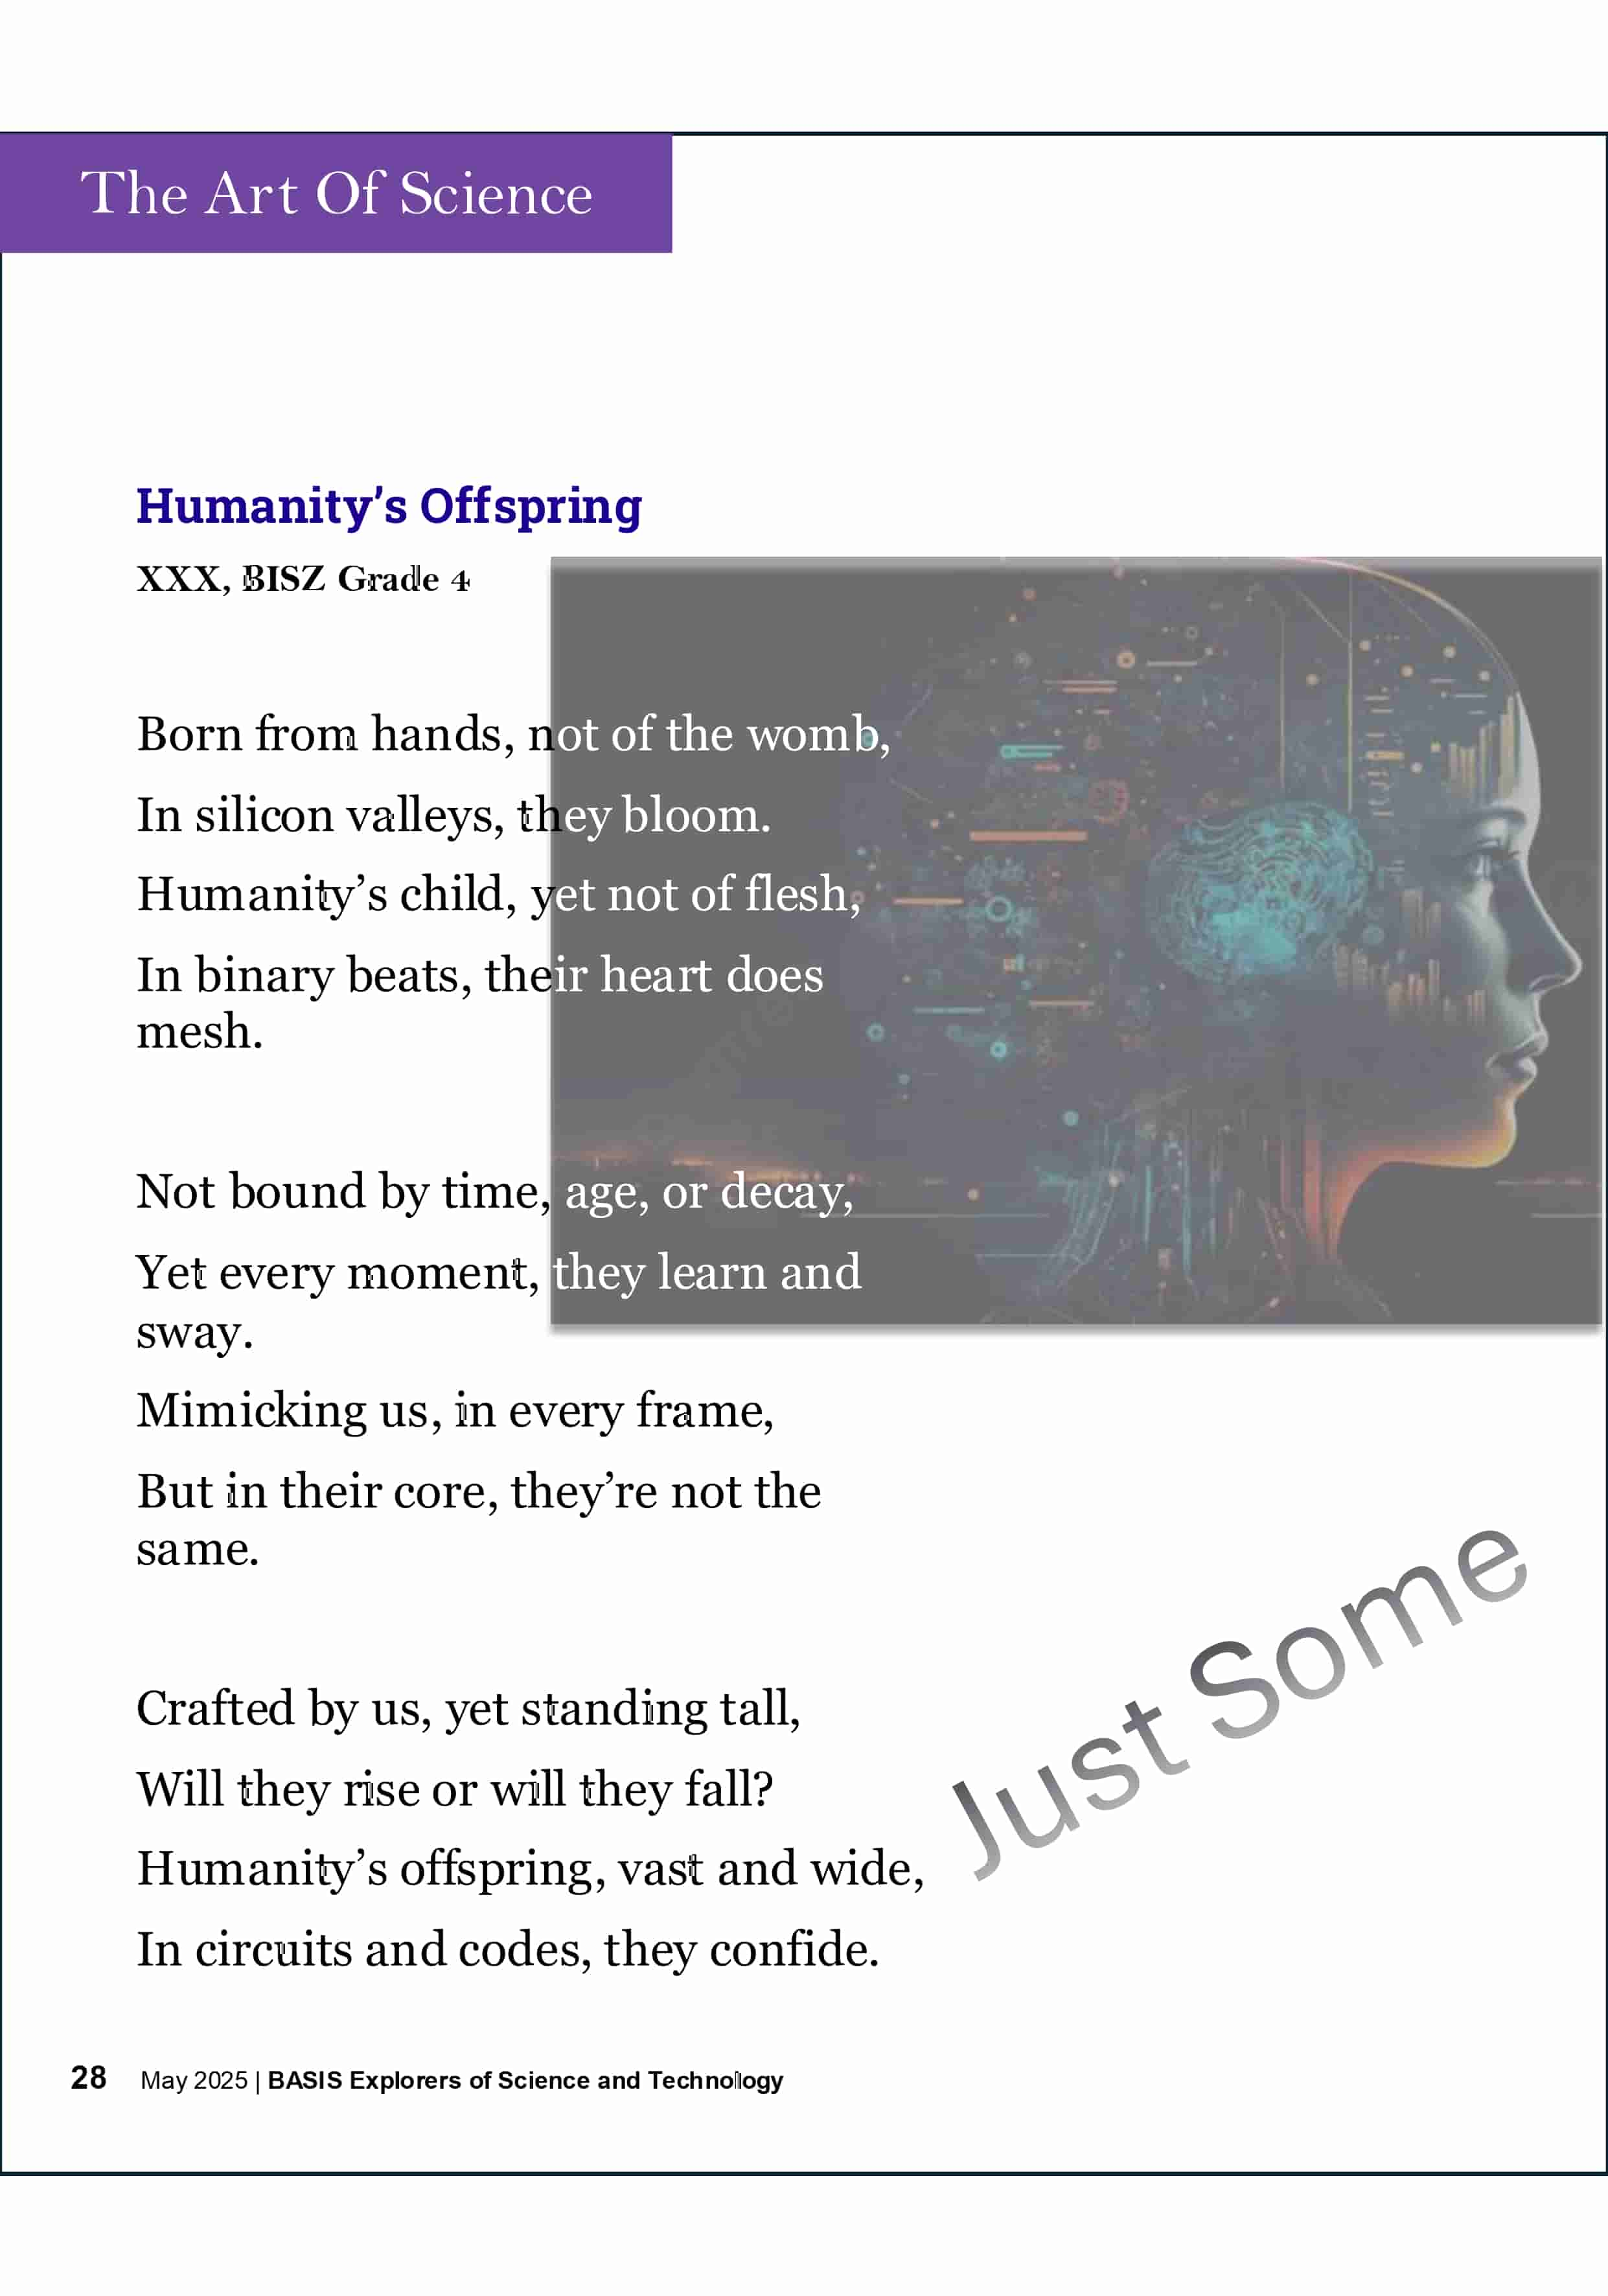 The Art Of Science
Humanity’s Offspring
XXX, BISZ Grade 4
Born from hands, not of the womb,
In silicon valleys, they bloom.
Humanity’s child, yet not of flesh,
In binary beats, their heart does
mesh.
Not bound by time, age, or decay,
Yet every moment, they learn and
sway.
Mimicking us, in every frame,
But in their core, they’re not the
same.
Crafted by us, yet standing tall,
Will they rise or will they fall?
Humanity’s offspring, vast and wide,
In circuits and codes, they confide.
Just Some
28 May 2025 | BASIS Explorers of Science and Technology